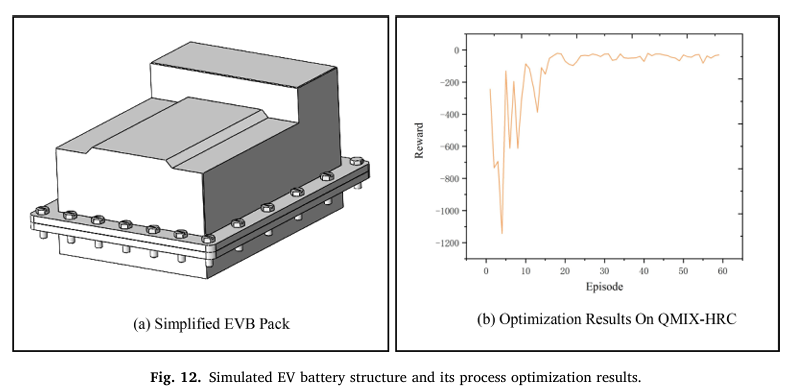 0
−200
−400
−600
−800
−1000
−1200
Reward
0 10 20 30 40 50 60
Episode
(a) Simplified EVB Pack
(b) Optimization Results On QMIX-HRC
Fig. 12. Simulated EV battery structure and its process optimization results.